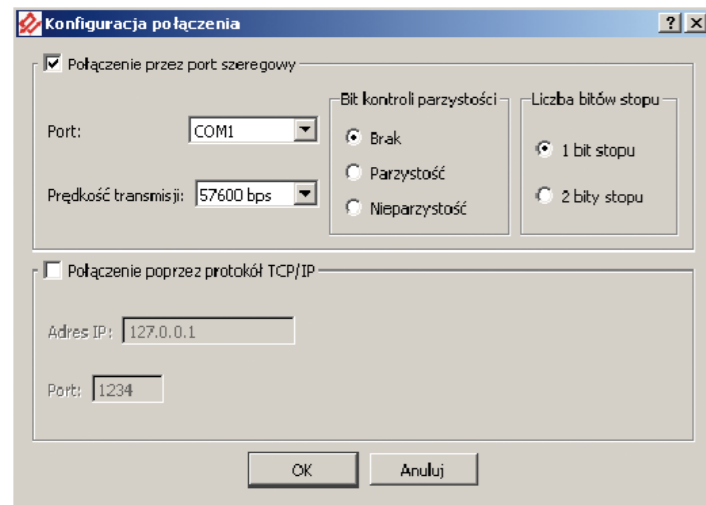 Konfiguracja połączenia
Połączenie przez port szeregowy
Port: COM1
Prędkość transmisji: 57600 bps
Bit kontroli parzystości
Brak
Parzystość
Nieparzystość
Liczba bitów stopu
1 bit stopu
2 bity stopu
Połączenie poprzez protokół TCP/IP
Adres IP: 127.0.0.1
Port: 1234
OK Anuluj